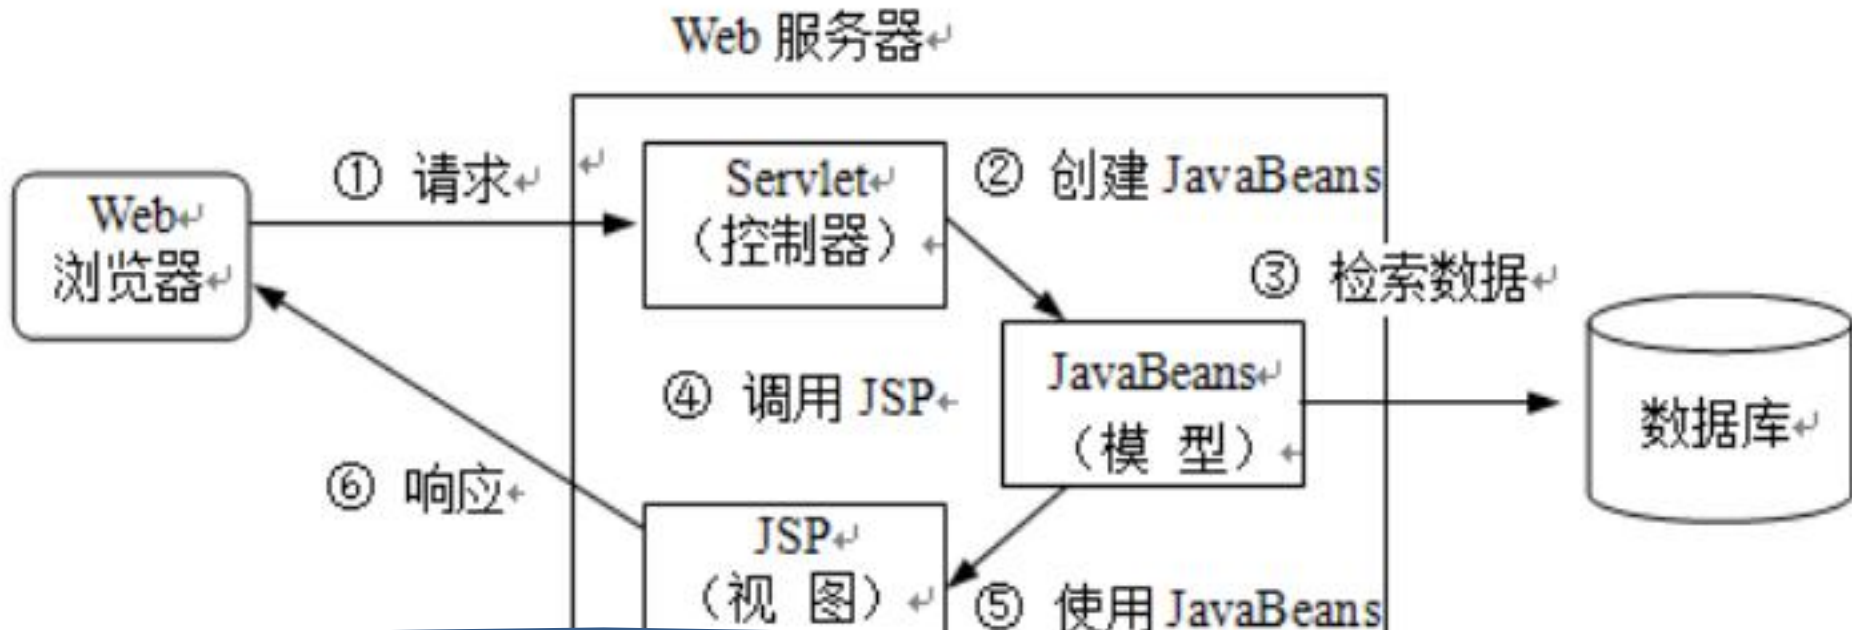 Web 服务器
① 请求
Servlet
（控制器）
② 创建 JavaBeans
Web
浏览器
③ 检索数据
④ 调用 JSP
JavaBeans
（模 型）
数据库
⑥ 响应
JSP
（视 图）
⑤ 使用 JavaBeans